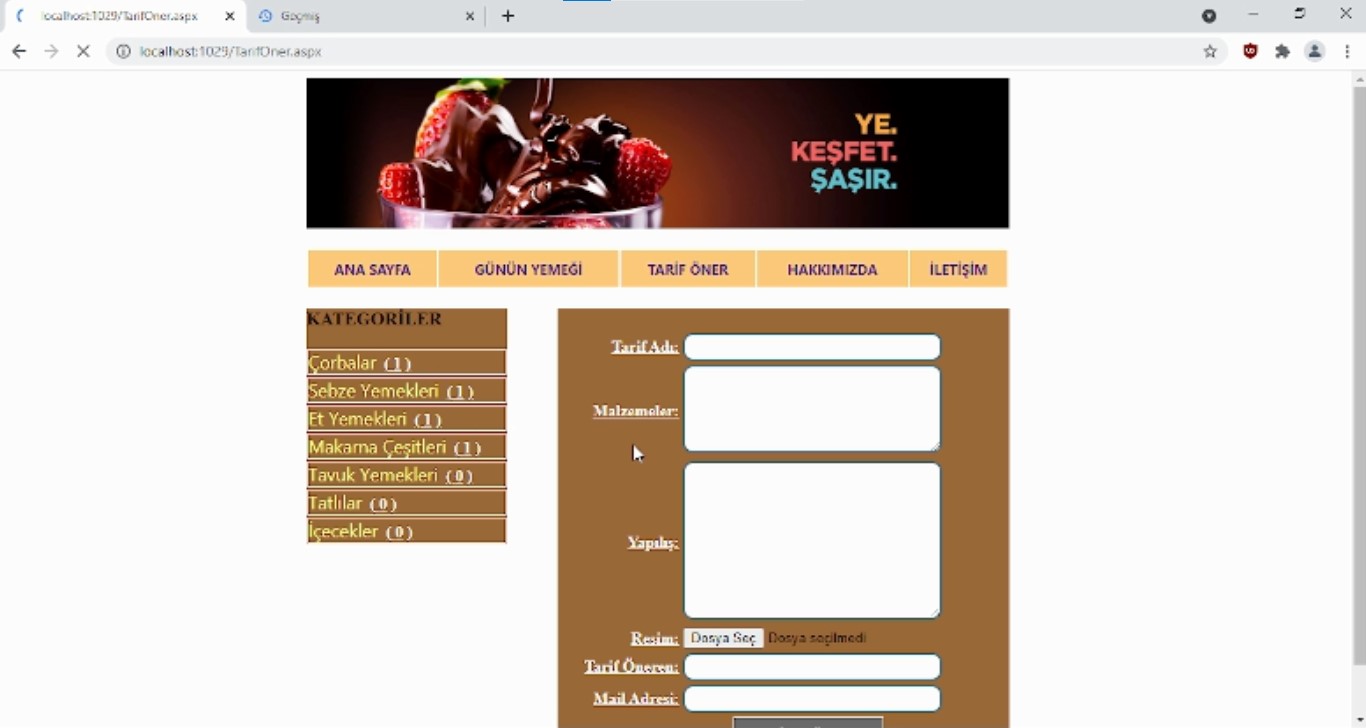 localhost:1029/TarifOner.aspx
Geçmiş
localhost:1029/TarifOner.aspx
YE.
KEŞFET.
ŞAŞIR.
ANA SAYFA
GÜNÜN YEMEĞİ
TARİF ÖNER
HAKKIMIZDA
İLETİŞİM
KATEGORİLER
Çorbalar (1)
Sebze Yemekleri (1)
Et Yemekleri (1)
Makarna Çeşitleri (1)
Tavuk Yemekleri (0)
Tatlılar (0)
İçecekler (0)
Tarif Adı:
Malzemeler:
Yapılış:
Resim: Dosya Seç Dosya seçilmedi
Tarif Öneren:
Mail Adresi: